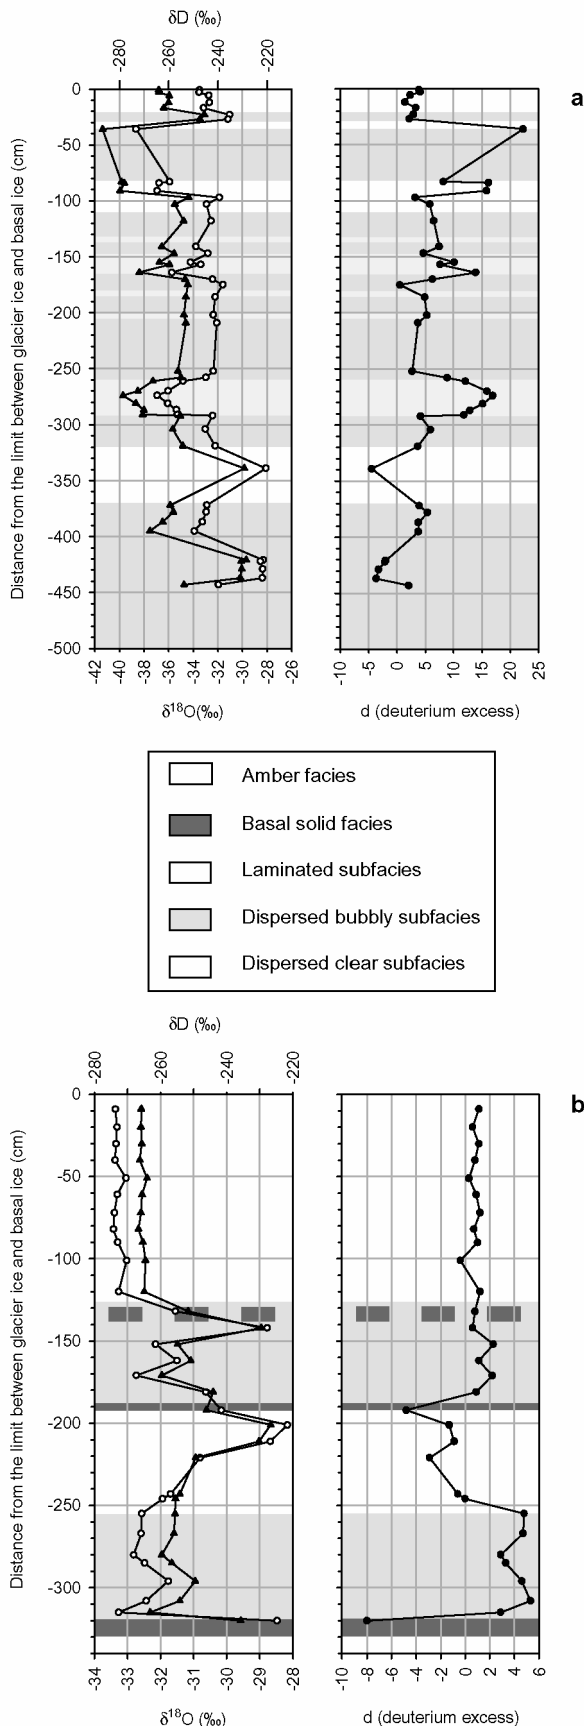 δD (‰)
-280 -260 -240 -220
a
0
-50
-100
-150
-200
-250
-300
-350
-400
-450
-500
Distance from the limit between glacier ice and basal ice (cm)
-42 -40 -38 -36 -34 -32 -30 -28 -26
-10 -5 0 5 10 15 20 25
δ18O(‰)
d (deuterium excess)
Amber facies
Basal solid facies
Laminated subfacies
Dispersed bubbly subfacies
Dispersed clear subfacies
δD (‰)
-280 -260 -240 -220
b
0
-50
-100
-150
-200
-250
-300
Distance from the limit between glacier ice and basal ice (cm)
-34 -33 -31 -30 -29 -28
-10 -8 -6 -4 -2 0 2 4 6
δ18O (‰)
d (deuterium excess)